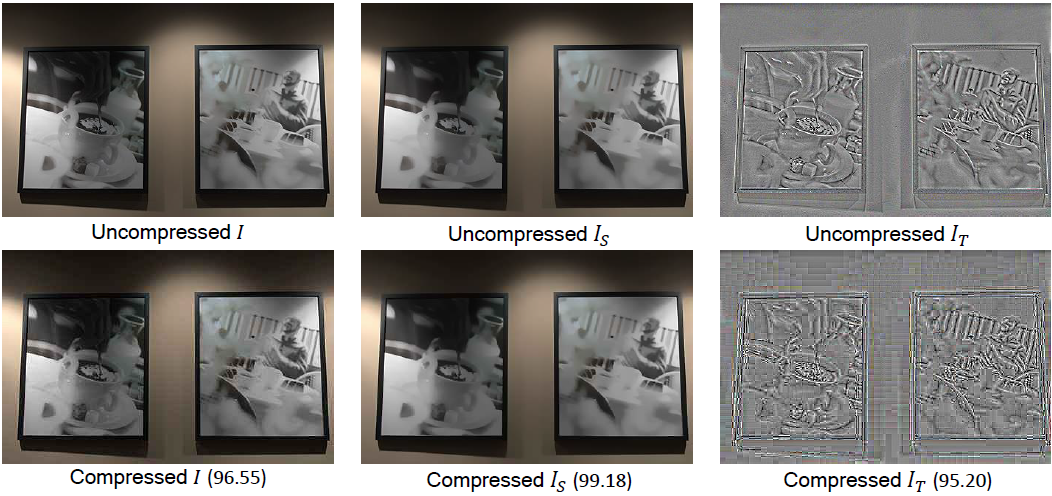 Uncompressed I
Uncompressed I_S
Uncompressed I_T
Compressed I (96.55)
Compressed I_S (99.18)
Compressed I_T (95.20)